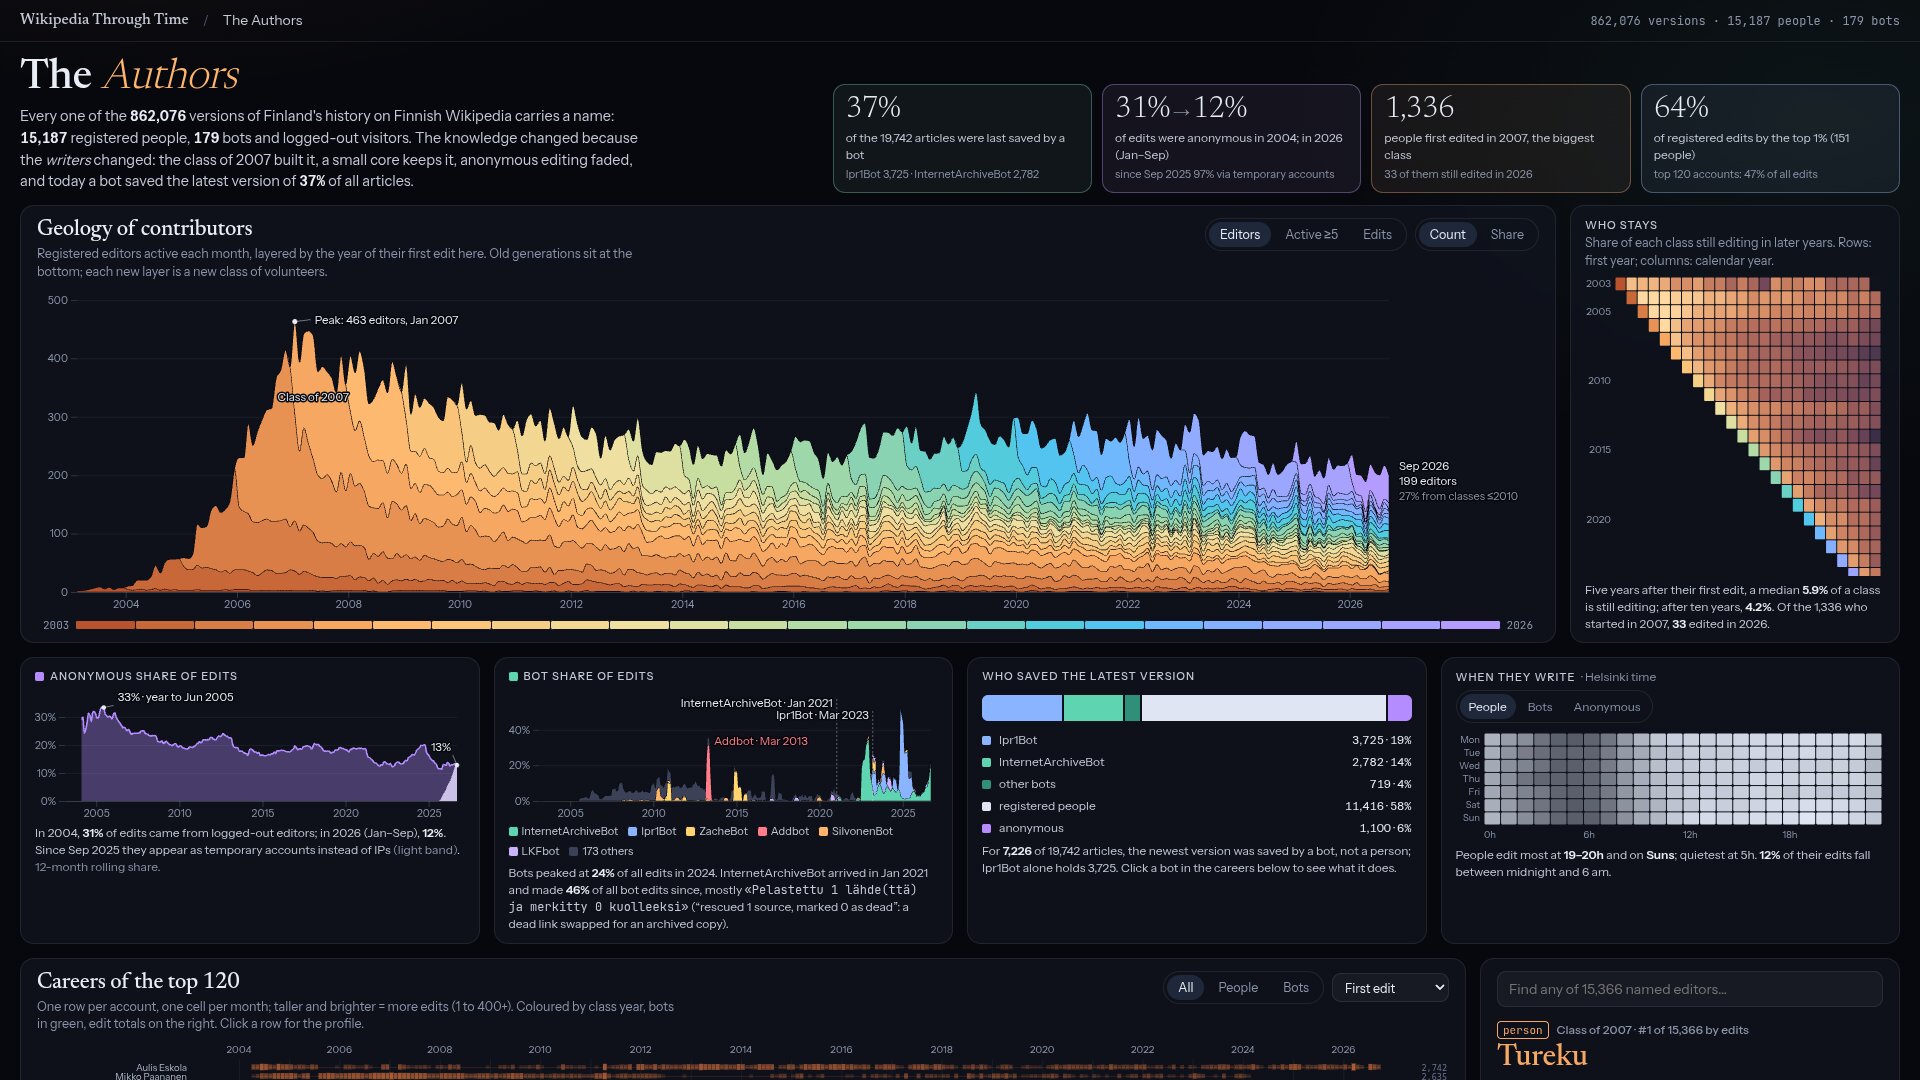 Wikipedia Through Time / The Authors
862,076 versions · 15,187 people · 179 bots
The Authors
Every one of the 862,076 versions of Finland's history on Finnish Wikipedia carries a name:
15,187 registered people, 179 bots and logged-out visitors. The knowledge changed because
the writers changed: the class of 2007 built it, a small core keeps it, anonymous editing faded,
and today a bot saved the latest version of 37% of all articles.
37%
of the 19,742 articles were last saved by a
bot
Ipr1Bot 3,725 · InternetArchiveBot 2,782
31%→12%
of edits were anonymous in 2004; in 2026
(Jan–Sep)
since Sep 2025 97% via temporary accounts
1,336
people first edited in 2007, the biggest
class
33 of them still edited in 2026
64%
of registered edits by the top 1% (151
people)
top 120 accounts: 47% of all edits
Geology of contributors
Registered editors active each month, layered by the year of their first edit here. Old generations sit at the
bottom; each new layer is a new class of volunteers.
Editors Active ≥5 Edits
Count Share
500
400
300
200
100
0
Peak: 463 editors, Jan 2007
Class of 2007
Sep 2026
199 editors
27% from classes ≤2010
2004 2006 2008 2010 2012 2014 2016 2018 2020 2022 2024 2026
2003 2026
WHO STAYS
Share of each class still editing in later years. Rows:
first year; columns: calendar year.
2003
2005
2010
2015
2020
Five years after their first edit, a median 5.9% of a class
is still editing; after ten years, 4.2%. Of the 1,336 who
started in 2007, 33 edited in 2026.
ANONYMOUS SHARE OF EDITS
33% · year to Jun 2005
30%
20%
10%
0%
13%
2005 2010 2015 2020 2025
In 2004, 31% of edits came from logged-out editors; in 2026 (Jan–Sep), 12%.
Since Sep 2025 they appear as temporary accounts instead of IPs (light band).
12-month rolling share.
BOT SHARE OF EDITS
InternetArchiveBot · Jan 2021
Ipr1Bot · Mar 2023
Addbot · Mar 2013
40%
20%
0%
2005 2010 2015 2020 2025
InternetArchiveBot Ipr1Bot ZacheBot Addbot SilvonenBot
LKFbot 173 others
Bots peaked at 24% of all edits in 2024. InternetArchiveBot arrived in Jan 2021
and made 46% of all bot edits since, mostly «Pelastettu 1 lähde(ttä)
ja merkitty 0 kuolleeksi» (“rescued 1 source, marked 0 as dead”: a
dead link swapped for an archived copy).
WHO SAVED THE LATEST VERSION
Ipr1Bot 3,725 · 19%
InternetArchiveBot 2,782 · 14%
other bots 719 · 4%
registered people 11,416 · 58%
anonymous 1,100 · 6%
For 7,226 of 19,742 articles, the newest version was saved by a bot, not a person;
Ipr1Bot alone holds 3,725. Click a bot in the careers below to see what it does.
WHEN THEY WRITE · Helsinki time
People Bots Anonymous
Mon
Tue
Wed
Thu
Fri
Sat
Sun
0h 6h 12h 18h
People edit most at 19–20h and on Suns; quietest at 5h. 12% of their edits fall
between midnight and 6 am.
Careers of the top 120
One row per account, one cell per month; taller and brighter = more edits (1 to 400+). Coloured by class year, bots
in green, edit totals on the right. Click a row for the profile.
All People Bots
First edit
2004 2006 2008 2010 2012 2014 2016 2018 2020 2022 2024 2026
Aulis Eskola 2,742
Mikko Paananen 2,635
Find any of 15,366 named editors...
person Class of 2007 · #1 of 15,366 by edits
Tureku